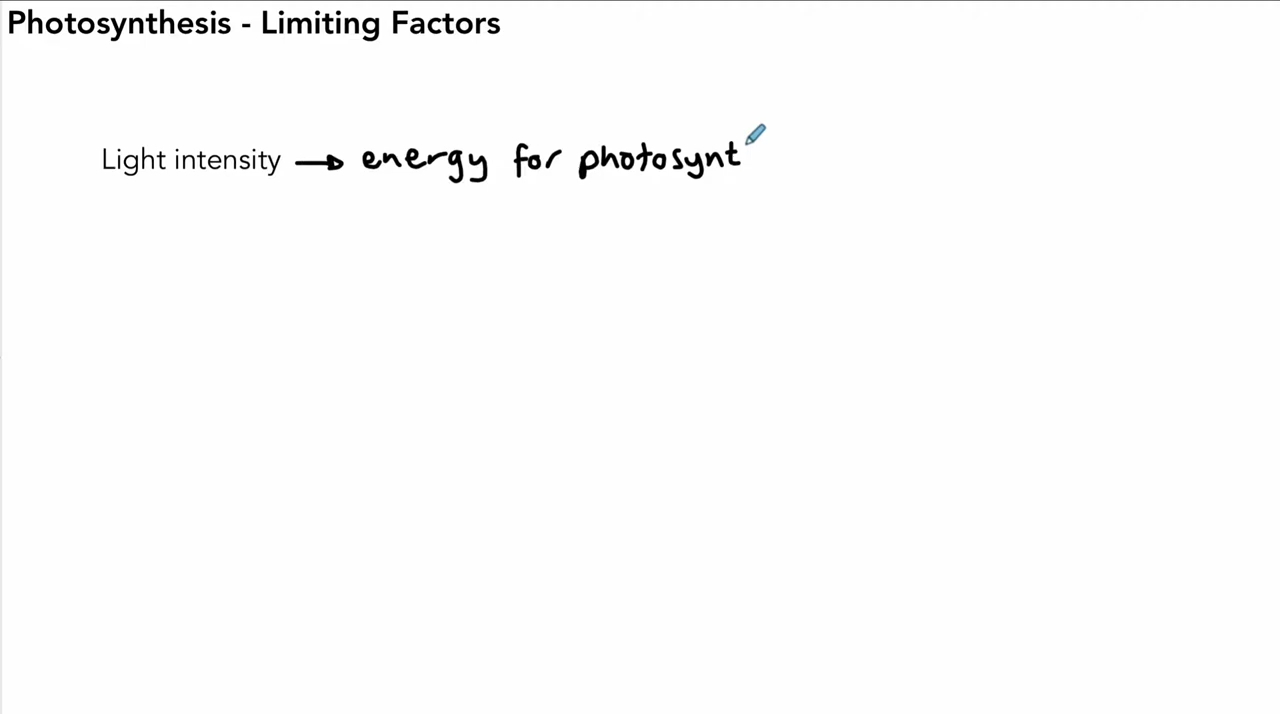 Photosynthesis - Limiting Factors
Light intensity → energy for photosynt